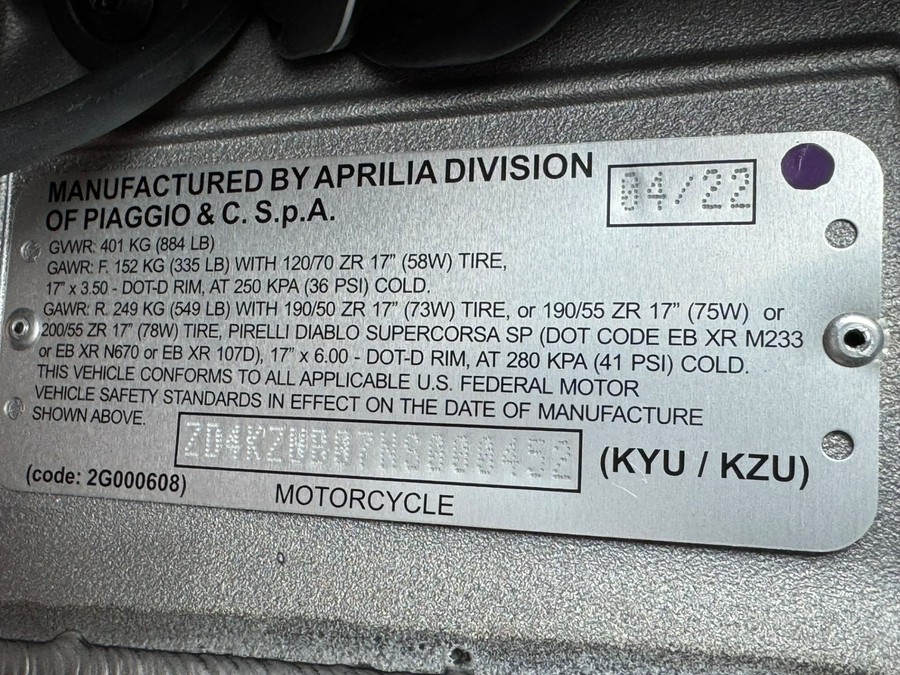 MANUFACTURED BY APRILIA DIVISION
OF PIAGGIO & C. S.p.A.
04/22
GVWR: 401 KG (884 LB)
GAWR: F. 152 KG (335 LB) WITH 120/70 ZR 17” (58W) TIRE,
17” x 3.50 - DOT-D RIM, AT 250 KPA (36 PSI) COLD.
GAWR: R. 249 KG (549 LB) WITH 190/50 ZR 17” (73W) TIRE, or 190/55 ZR 17” (75W) or
200/55 ZR 17” (78W) TIRE, PIRELLI DIABLO SUPERCORSA SP (DOT CODE EB XR M233
or EB XR N670 or EB XR 107D), 17” x 6.00 - DOT-D RIM, AT 280 KPA (41 PSI) COLD.
THIS VEHICLE CONFORMS TO ALL APPLICABLE U.S. FEDERAL MOTOR
VEHICLE SAFETY STANDARDS IN EFFECT ON THE DATE OF MANUFACTURE
SHOWN ABOVE.
ZD4KZUB07NS000452
(KYU / KZU)
(code: 2G000608)
MOTORCYCLE